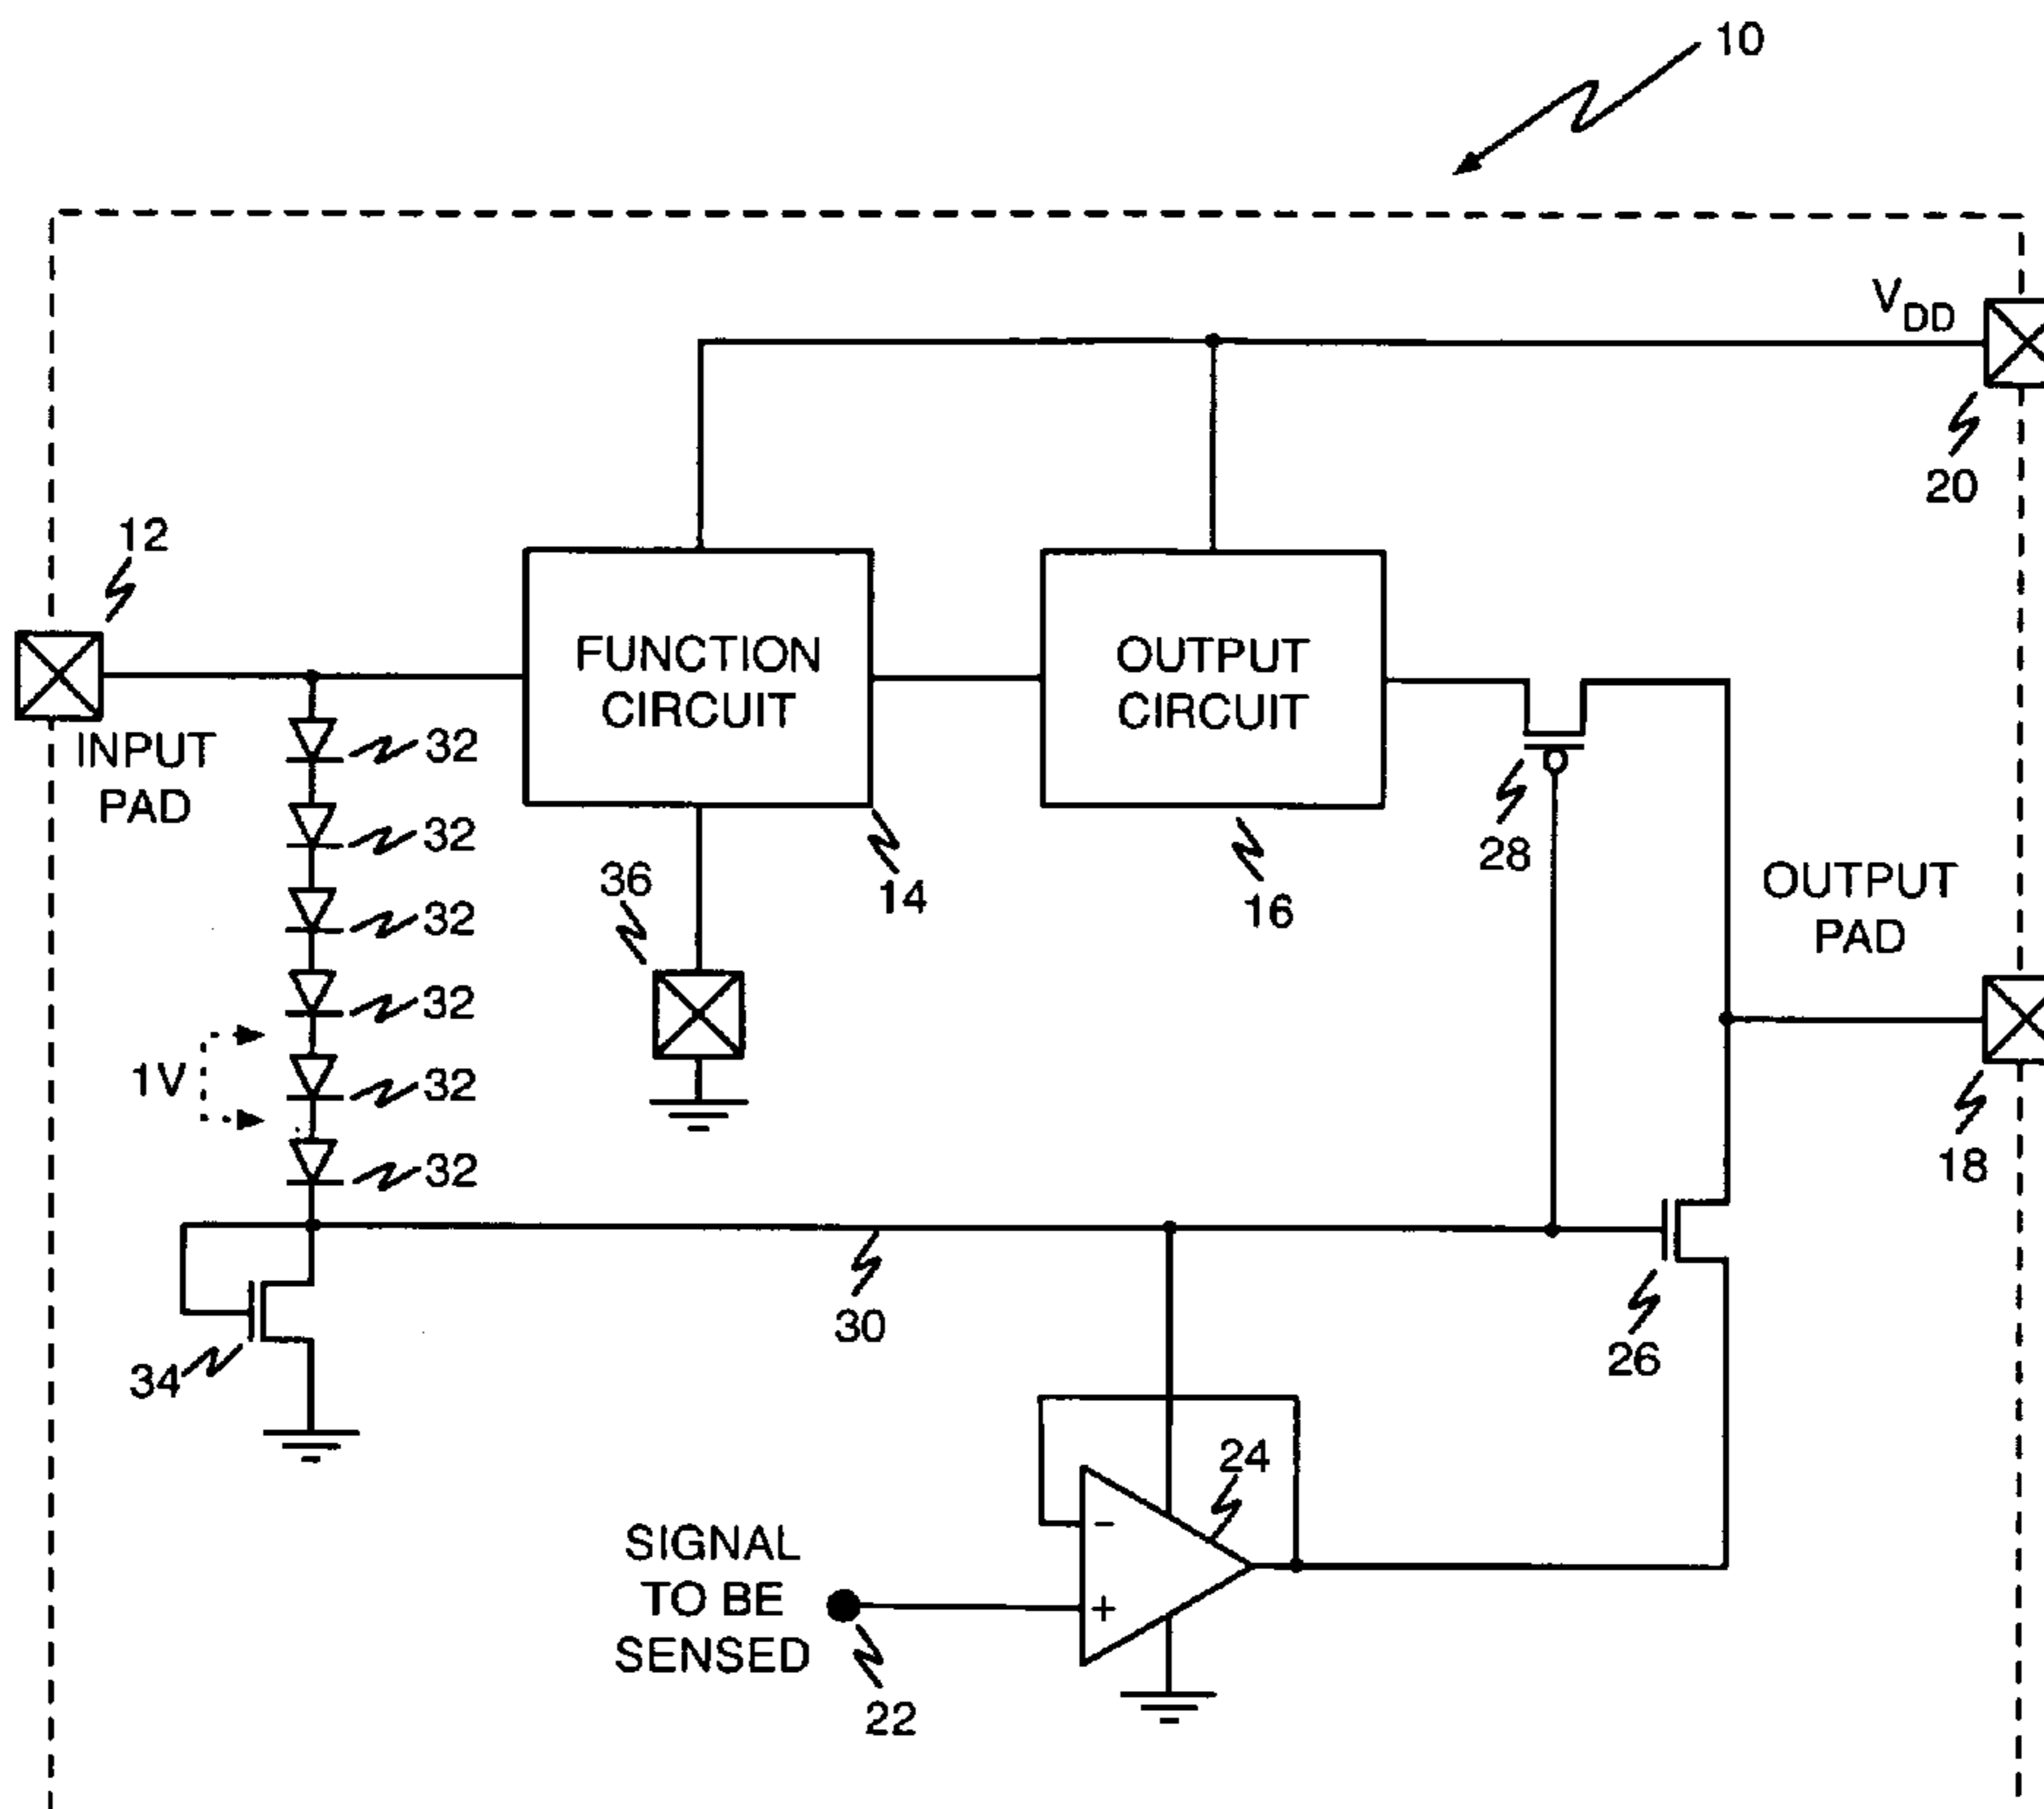 10
V_DD
20
12
INPUT
PAD
FUNCTION
CIRCUIT
OUTPUT
CIRCUIT
32
32
32
32
32
32
1V
36
14
16
28
OUTPUT
PAD
18
30
26
34
24
-
+
SIGNAL
TO BE
SENSED
22